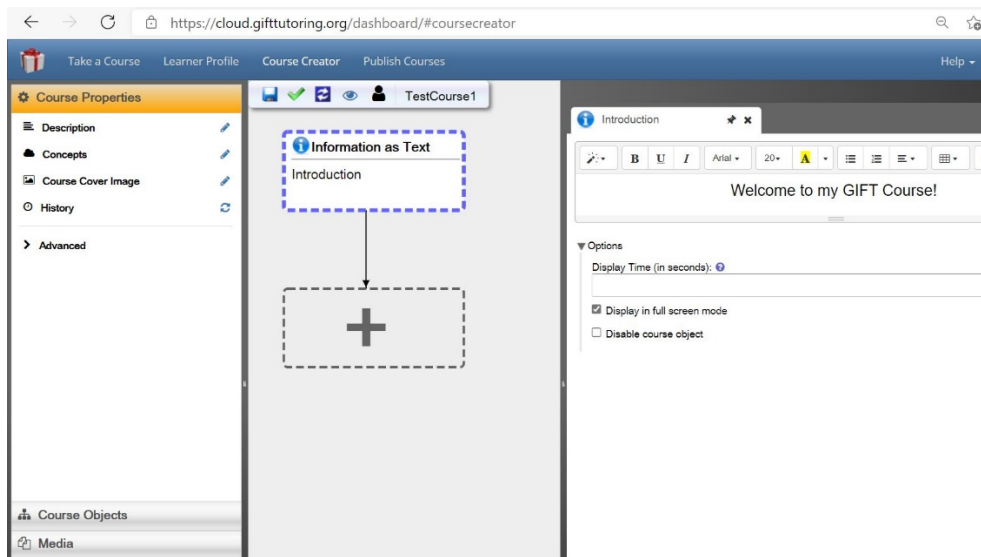 https://cloud.gifttutoring.org/dashboard/#coursecreator
Take a Course Learner Profile Course Creator Publish Courses Help
Course Properties
Description
Concepts
Course Cover Image
History
Advanced
Course Objects
Media
TestCourse1
Information as Text
Introduction
Introduction
B U I Arial 20 A
Welcome to my GIFT Course!
Options
Display Time (in seconds):
Display in full screen mode
Disable course object